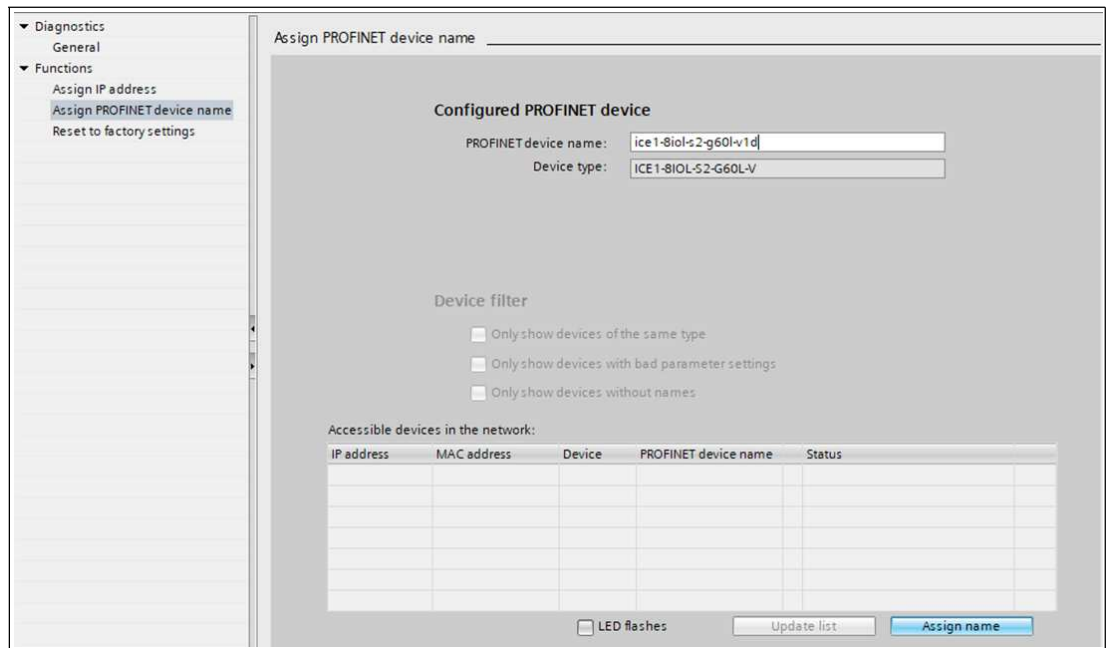 Diagnostics
General
Functions
Assign IP address
Assign PROFINET device name
Reset to factory settings
Assign PROFINET device name
Configured PROFINET device
PROFINET device name: ice1-8iol-s2-g60l-v1d
Device type: ICE1-8IOL-S2-G60L-V
Device filter
Only show devices of the same type
Only show devices with bad parameter settings
Only show devices without names
Accessible devices in the network:
IP address MAC address Device PROFINET device name Status
LED flashes Update list Assign name